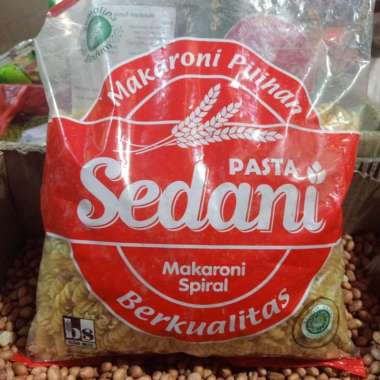 Makaroni Pilihan
PASTA
Sedani
Makaroni
Spiral
Berkualitas
bs